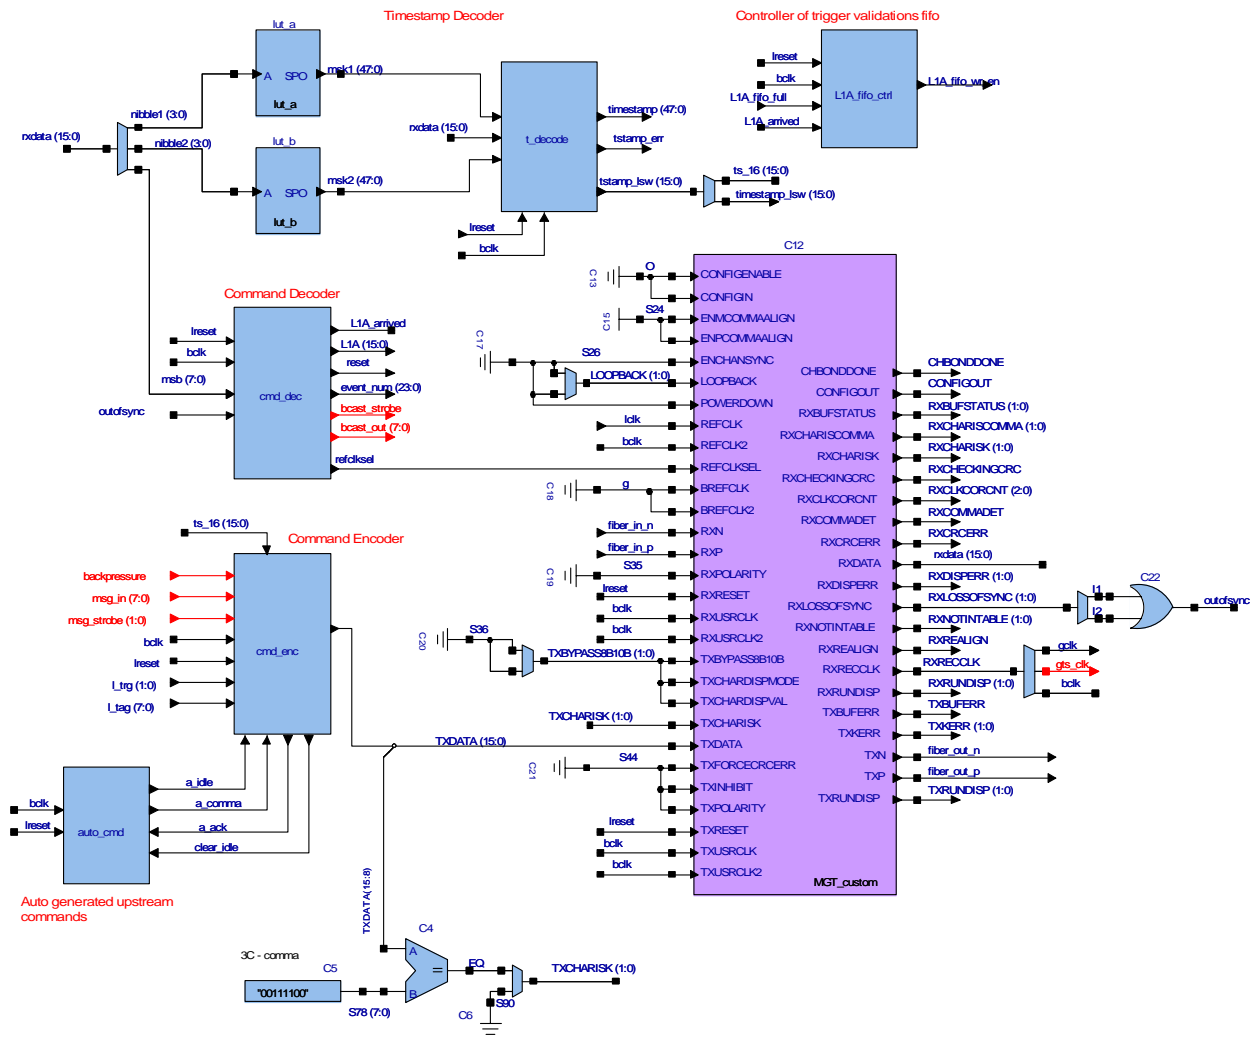 Timestamp Decoder
Controller of trigger validations fifo
lut_a
A SPO
lut_a
msk1 (47:0)
nibble1 (3:0)
rxdata (15:0)
nibble2 (3:0)
lut_b
A SPO
lut_b
msk2 (47:0)
rxdata (15:0)
t_decode
timestamp (47:0)
tstamp_err
tstamp_lsw (15:0)
lreset
bclk
ts_16 (15:0)
timestamp_lsw (15:0)
lreset
bclk
L1A_fifo_full
L1A_arrived
L1A_fifo_ctrl
L1A_fifo_wr_en
Command Decoder
lreset
bclk
msb (7:0)
outofsync
cmd_dec
L1A_arrived
L1A (15:0)
reset
event_num (23:0)
bcast_strobe
bcast_out (7:0)
refclksel
Command Encoder
ts_16 (15:0)
backpressure
msg_in (7:0)
msg_strobe (1:0)
bclk
lreset
l_trg (1:0)
l_tag (7:0)
cmd_enc
a_idle
a_comma
a_ack
clear_idle
bclk
lreset
auto_cmd
Auto generated upstream
commands
TXDATA (15:0)
TXDATA(15:8)
3C - comma
C5
"00111100"
S78 (7:0)
C4
A
=
B
EQ
S90
C6
TXCHARISK (1:0)
C12
C13
O
C15
S24
C17
S26
LOOPBACK (1:0)
lclk
bclk
C18
g
fiber_in_n
fiber_in_p
C19
S35
lreset
bclk
bclk
C20
S36
TXBYPASS8B10B (1:0)
TXCHARISK (1:0)
C21
S44
lreset
bclk
bclk
CONFIGENABLE
CONFIGIN
ENMCOMMAALIGN
ENPCOMMAALIGN
ENCHANSYNC
LOOPBACK
POWERDOWN
REFCLK
REFCLK2
REFCLKSEL
BREFCLK
BREFCLK2
RXN
RXP
RXPOLARITY
RXRESET
RXUSRCLK
RXUSRCLK2
TXBYPASS8B10B
TXCHARDISPMODE
TXCHARDISPVAL
TXCHARISK
TXDATA
TXFORCECRCERR
TXINHIBIT
TXPOLARITY
TXRESET
TXUSRCLK
TXUSRCLK2
MGT_custom
CHBONDDONE
CONFIGOUT
RXBUFSTATUS
RXCHARISCOMMA
RXCHARISK
RXCHECKINGCRC
RXCLKCORCNT
RXCOMMADET
RXCRCERR
RXDATA
RXDISPERR
RXLOSSOFSYNC
RXNOTINTABLE
RXREALIGN
RXRECCLK
RXRUNDISP
TXBUFERR
TXKERR
TXN
TXP
TXRUNDISP
CHBONDDONE
CONFIGOUT
RXBUFSTATUS (1:0)
RXCHARISCOMMA (1:0)
RXCHARISK (1:0)
RXCHECKINGCRC
RXCLKCORCNT (2:0)
RXCOMMADET
RXCRCERR
rxdata (15:0)
RXDISPERR (1:0)
RXLOSSOFSYNC (1:0)
RXNOTINTABLE (1:0)
RXREALIGN
RXRECCLK
RXRUNDISP (1:0)
TXBUFERR
TXKERR (1:0)
fiber_out_n
fiber_out_p
TXRUNDISP (1:0)
I1
I2
C22
outofsync
gclk
gts_clk
bclk